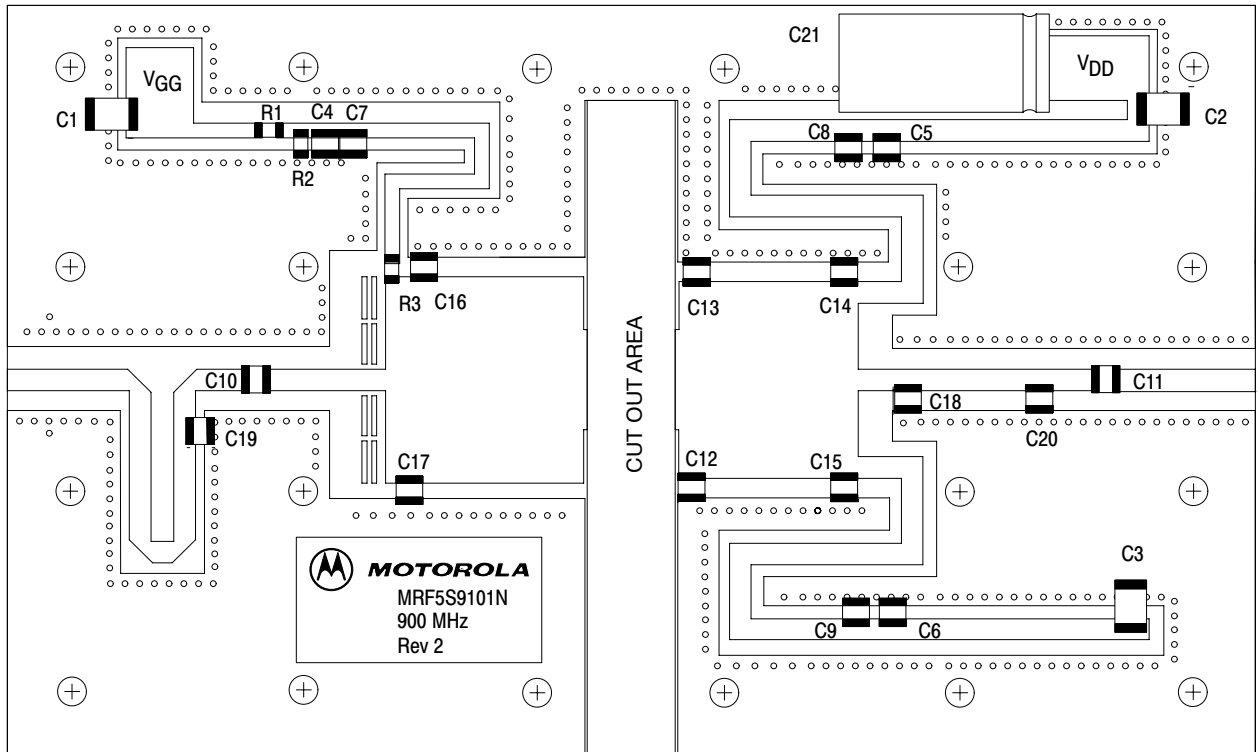 C21
VGG
VDD
C1
R1
C4
C7
C2
C8
C5
R2
R3
C16
C13
C14
CUT OUT AREA
C10
C11
C18
C19
C20
C17
C12
C15
MOTOROLA
MRF5S9101N
900 MHz
Rev 2
C3
C9
C6